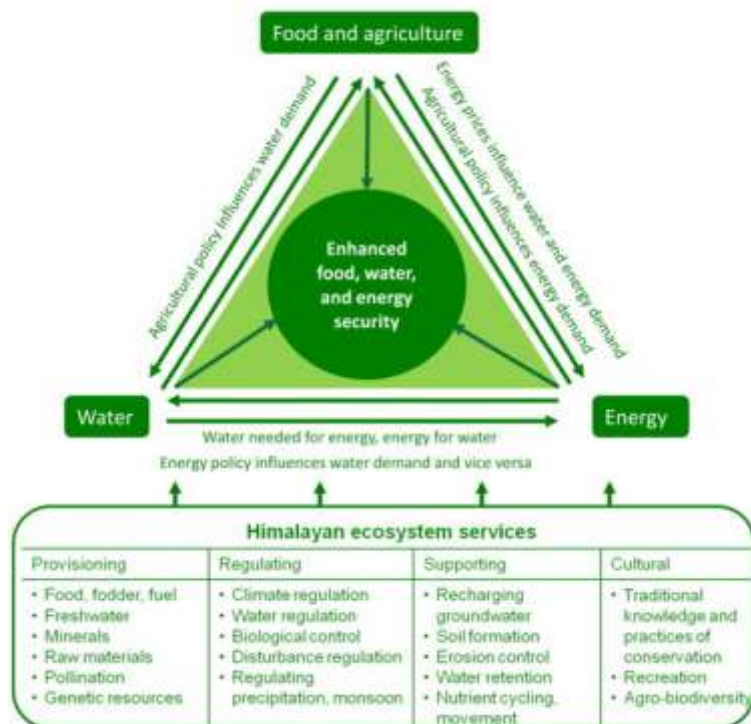 Food and agriculture
Agricultural policy Influences water demand
Energy prices influence water and energy demand
Agricultural policy influences energy demand
Enhanced
food, water,
and energy
security
Water
Energy
Water needed for energy, energy for water
Energy policy influences water demand and vice versa
Himalayan ecosystem services
Provisioning
• Food, fodder, fuel
• Freshwater
• Minerals
• Raw materials
• Pollination
• Genetic resources
Regulating
• Climate regulation
• Water regulation
• Biological control
• Disturbance regulation
• Regulating
precipitation, monsoon
Supporting
• Recharging
groundwater
• Soil formation
• Erosion control
• Water retention
• Nutrient cycling,
movement
Cultural
• Traditional
knowledge and
practices of
conservation
• Recreation
• Agro-biodiversity